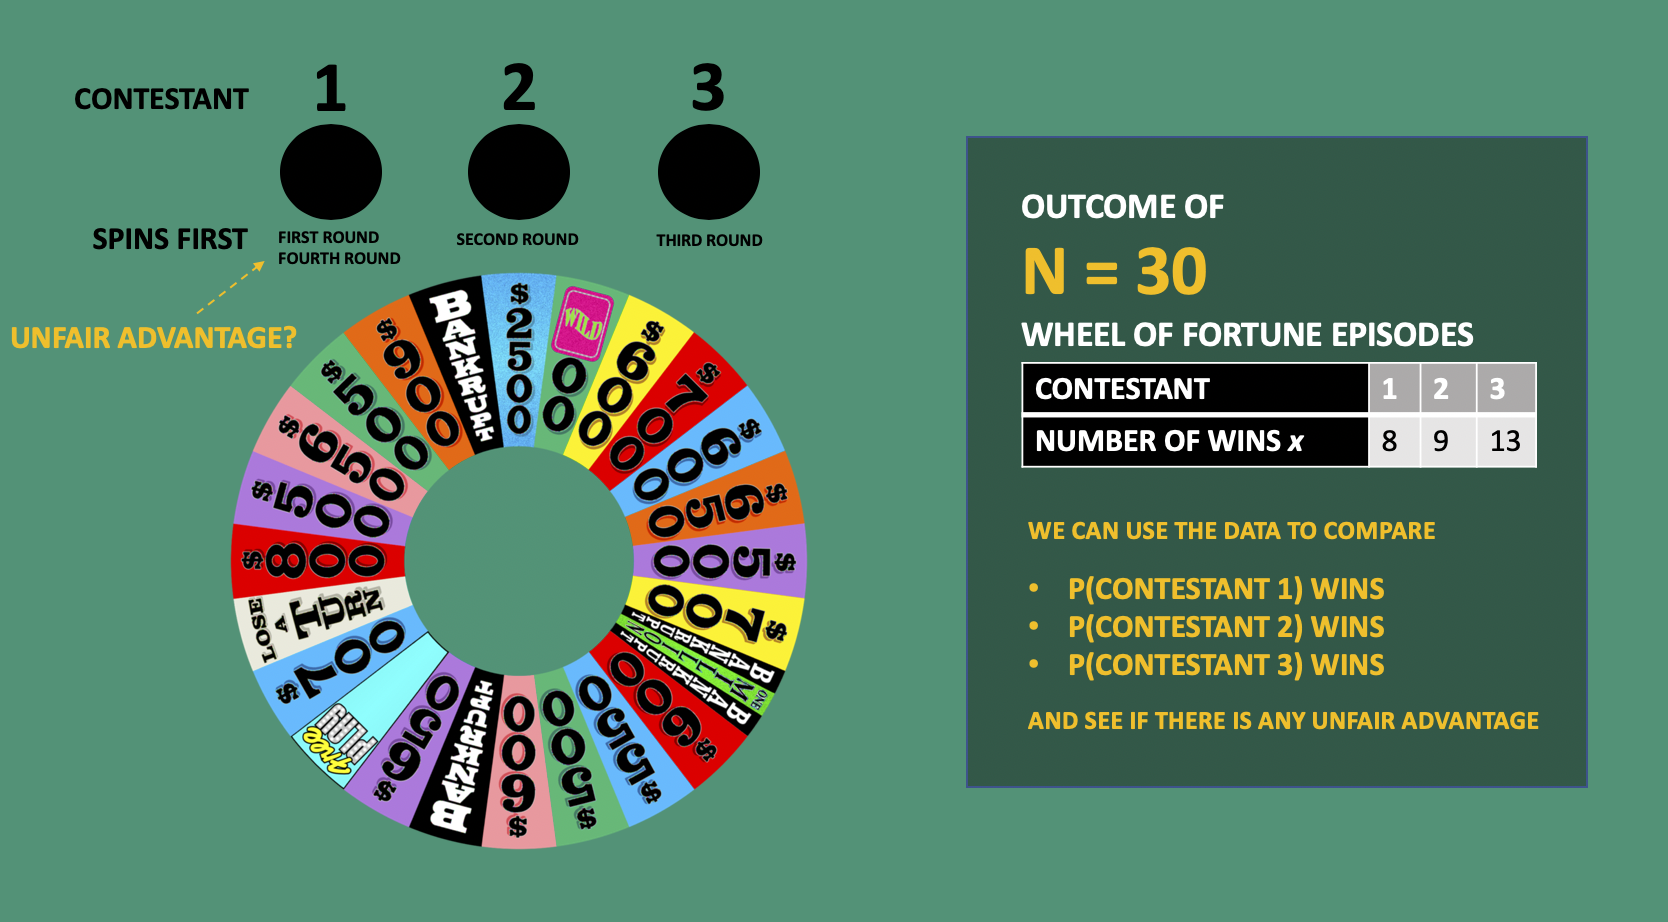 CONTESTANT
1
2
3
SPINS FIRST
FIRST ROUND
FOURTH ROUND
SECOND ROUND
THIRD ROUND
UNFAIR ADVANTAGE?
$2500
WILD
00
$900
$700
$600
$650
$500
$700
BANKRUPT
ONE MILLION
BANKRUPT
$600
$550
$500
$600
BANKRUPT
$650
FREE
PLAY
$700
LOSE
A
TURN
$800
$500
$650
$500
$900
BANKRUPT
OUTCOME OF
N = 30
WHEEL OF FORTUNE EPISODES
CONTESTANT 1 2 3
NUMBER OF WINS x 8 9 13
WE CAN USE THE DATA TO COMPARE
• P(CONTESTANT 1) WINS
• P(CONTESTANT 2) WINS
• P(CONTESTANT 3) WINS
AND SEE IF THERE IS ANY UNFAIR ADVANTAGE